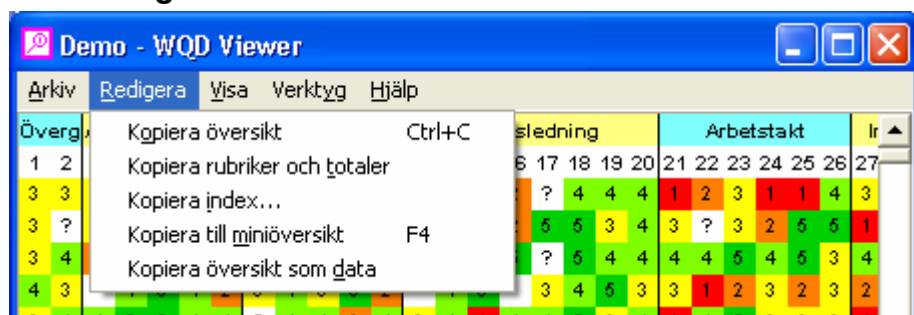 Demo - WQD Viewer
Arkiv Redigera Visa Verktyg Hjälp
Överg sledning Arbetstakt Ir
Kopiera översikt Ctrl+C
Kopiera rubriker och totaler
Kopiera index...
Kopiera till miniöversikt F4
Kopiera översikt som data
1 2 6 17 18 19 20 21 22 23 24 25 26 27
3 3 ? 4 4 4 1 2 3 1 1 4 3
3 ? 5 5 3 4 3 ? 3 2 5 5 1
3 4 ? 5 4 4 4 4 5 4 5 3 4
4 3 3 4 5 3 3 1 2 3 2 3 2